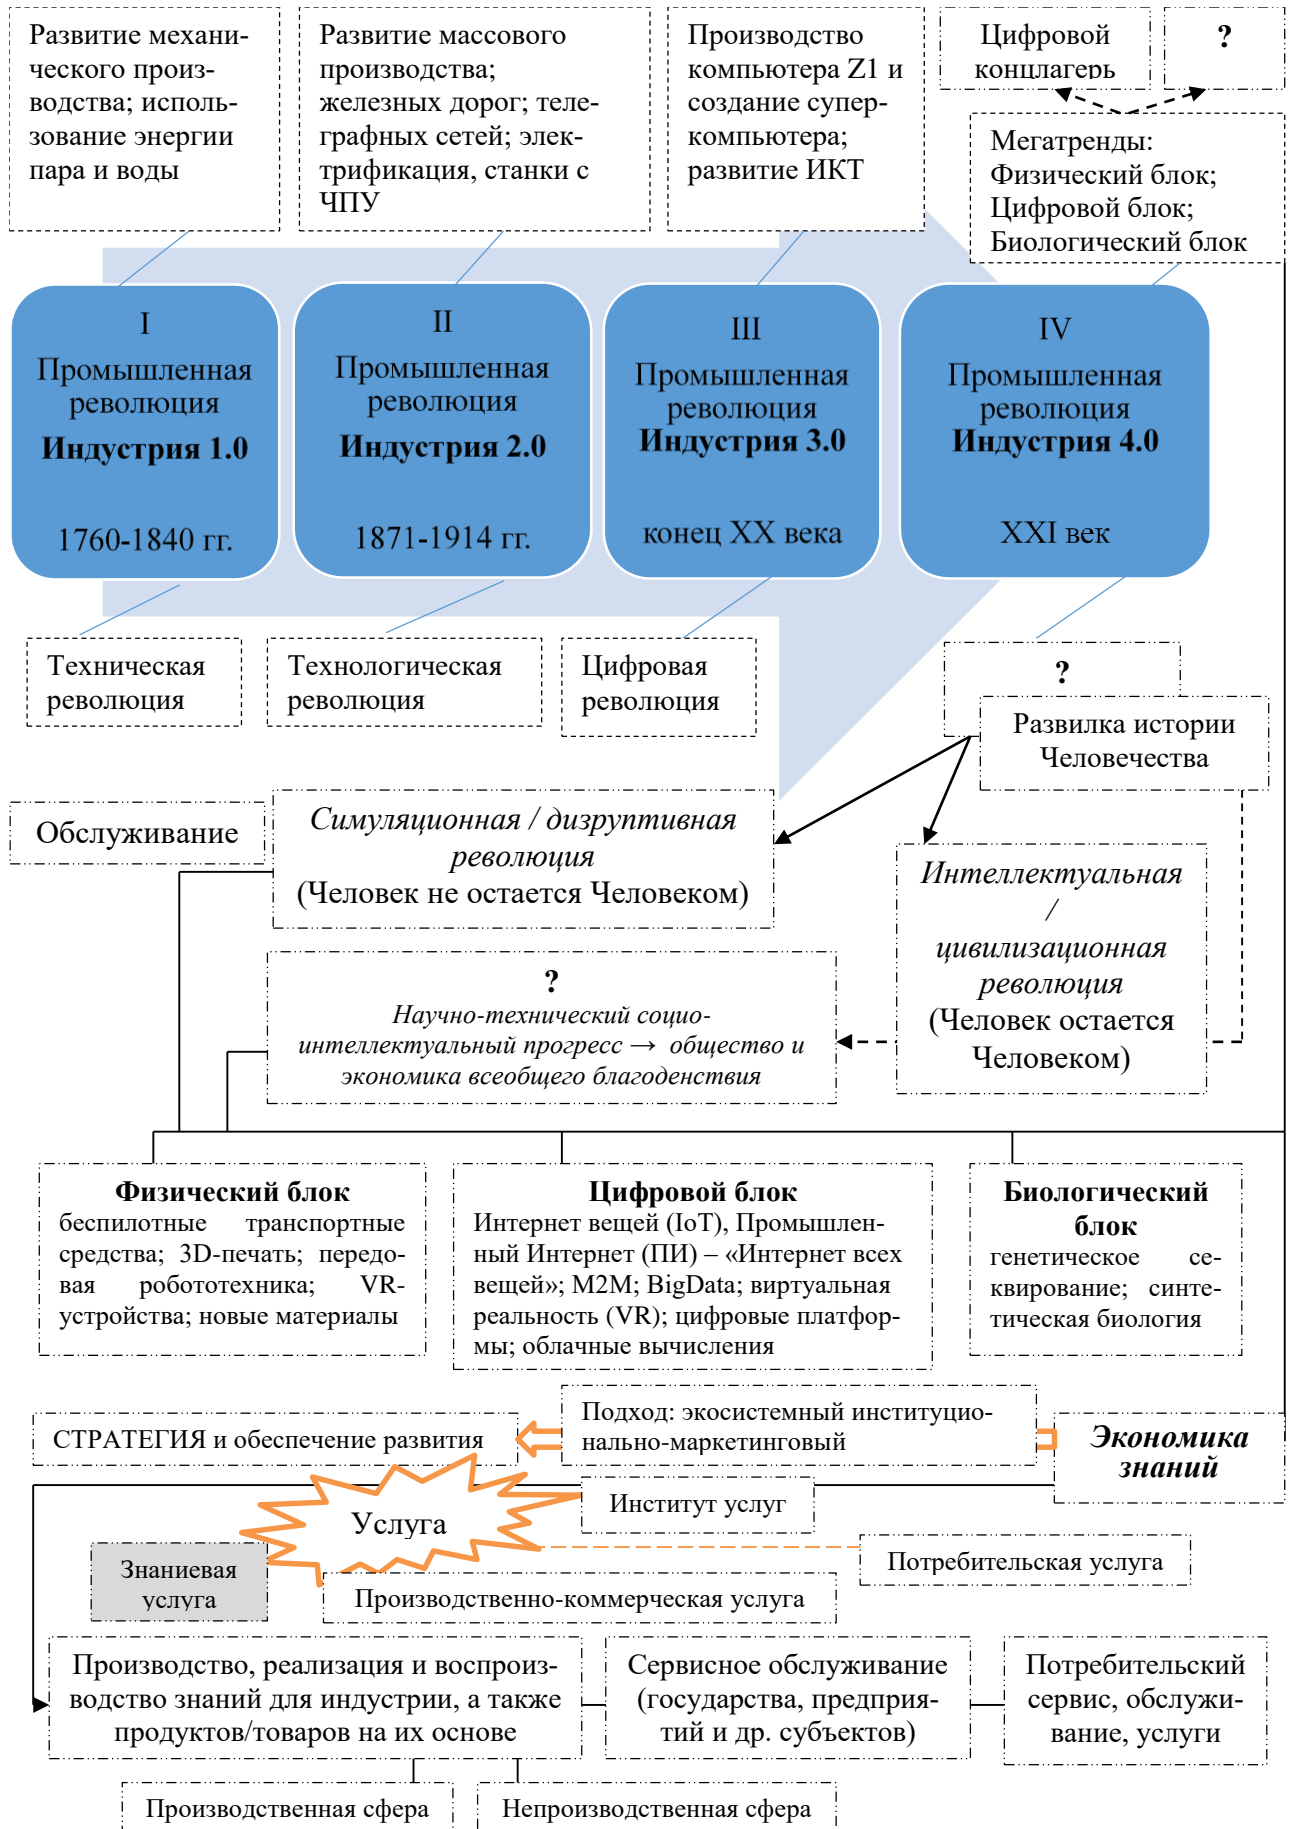 Развитие механи-
ческого произ-
водства; исполь-
зование энергии
пара и воды
Развитие массового
производства;
железных дорог; теле-
графных сетей; элек-
трификация, станки с
ЧПУ
Производство
компьютера Z1 и
создание супер-
компьютера;
развитие ИКТ
Цифровой
концлагерь
?
Мегатренды:
Физический блок;
Цифровой блок;
Биологический блок
I
Промышленная
революция
Индустрия 1.0
1760-1840 гг.
II
Промышленная
революция
Индустрия 2.0
1871-1914 гг.
III
Промышленная
революция
Индустрия 3.0
конец XX века
IV
Промышленная
революция
Индустрия 4.0
XXI век
Техническая
революция
Технологическая
революция
Цифровая
революция
?
Развилка истории
Человечества
Обслуживание
Симуляционная / дизруптивная
революция
(Человек не остается Человеком)
Интеллектуальная
/
цивилизационная
революция
(Человек остается
Человеком)
?
Научно-технический социо-
интеллектуальный прогресс → общество и
экономика всеобщего благоденствия
Физический блок
беспилотные транспортные
средства; 3D-печать; передо-
вая робототехника; VR-
устройства; новые материалы
Цифровой блок
Интернет вещей (IoT), Промышлен-
ный Интернет (ПИ) – «Интернет всех
вещей»; M2M; BigData; виртуальная
реальность (VR); цифровые платфор-
мы; облачные вычисления
Биологический
блок
генетическое се-
квирование; синте-
тическая биология
СТРАТЕГИЯ и обеспечение развития
Подход: экосистемный институцио-
нально-маркетинговый
Экономика
знаний
Институт услуг
Услуга
Знаниевая
услуга
Потребительская услуга
Производственно-коммерческая услуга
Производство, реализация и воспроиз-
водство знаний для индустрии, а также
продуктов/товаров на их основе
Сервисное обслуживание
(государства, предприя-
тий и др. субъектов)
Потребительский
сервис, обслужи-
вание, услуги
Производственная сфера
Непроизводственная сфера